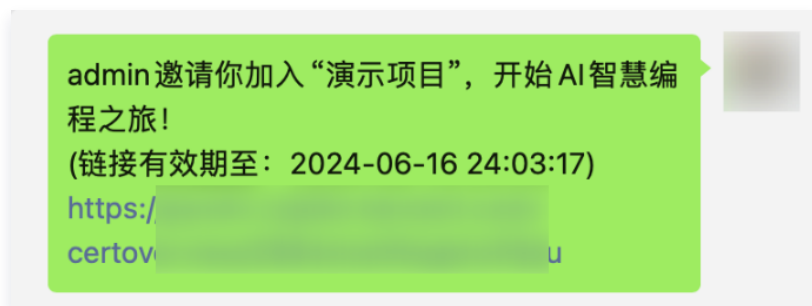 admin邀请你加入“演示项目”，开始AI智慧编
程之旅！
(链接有效期至：2024-06-16 24:03:17)
https:/
certov